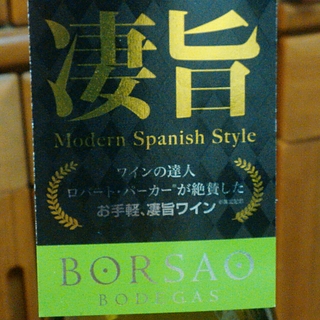 凄旨
Modern Spanish Style
ワインの達人
ロバート・パーカー"が絶賛した
お手軽、凄旨ワイン
BORSAO
BODEGAS